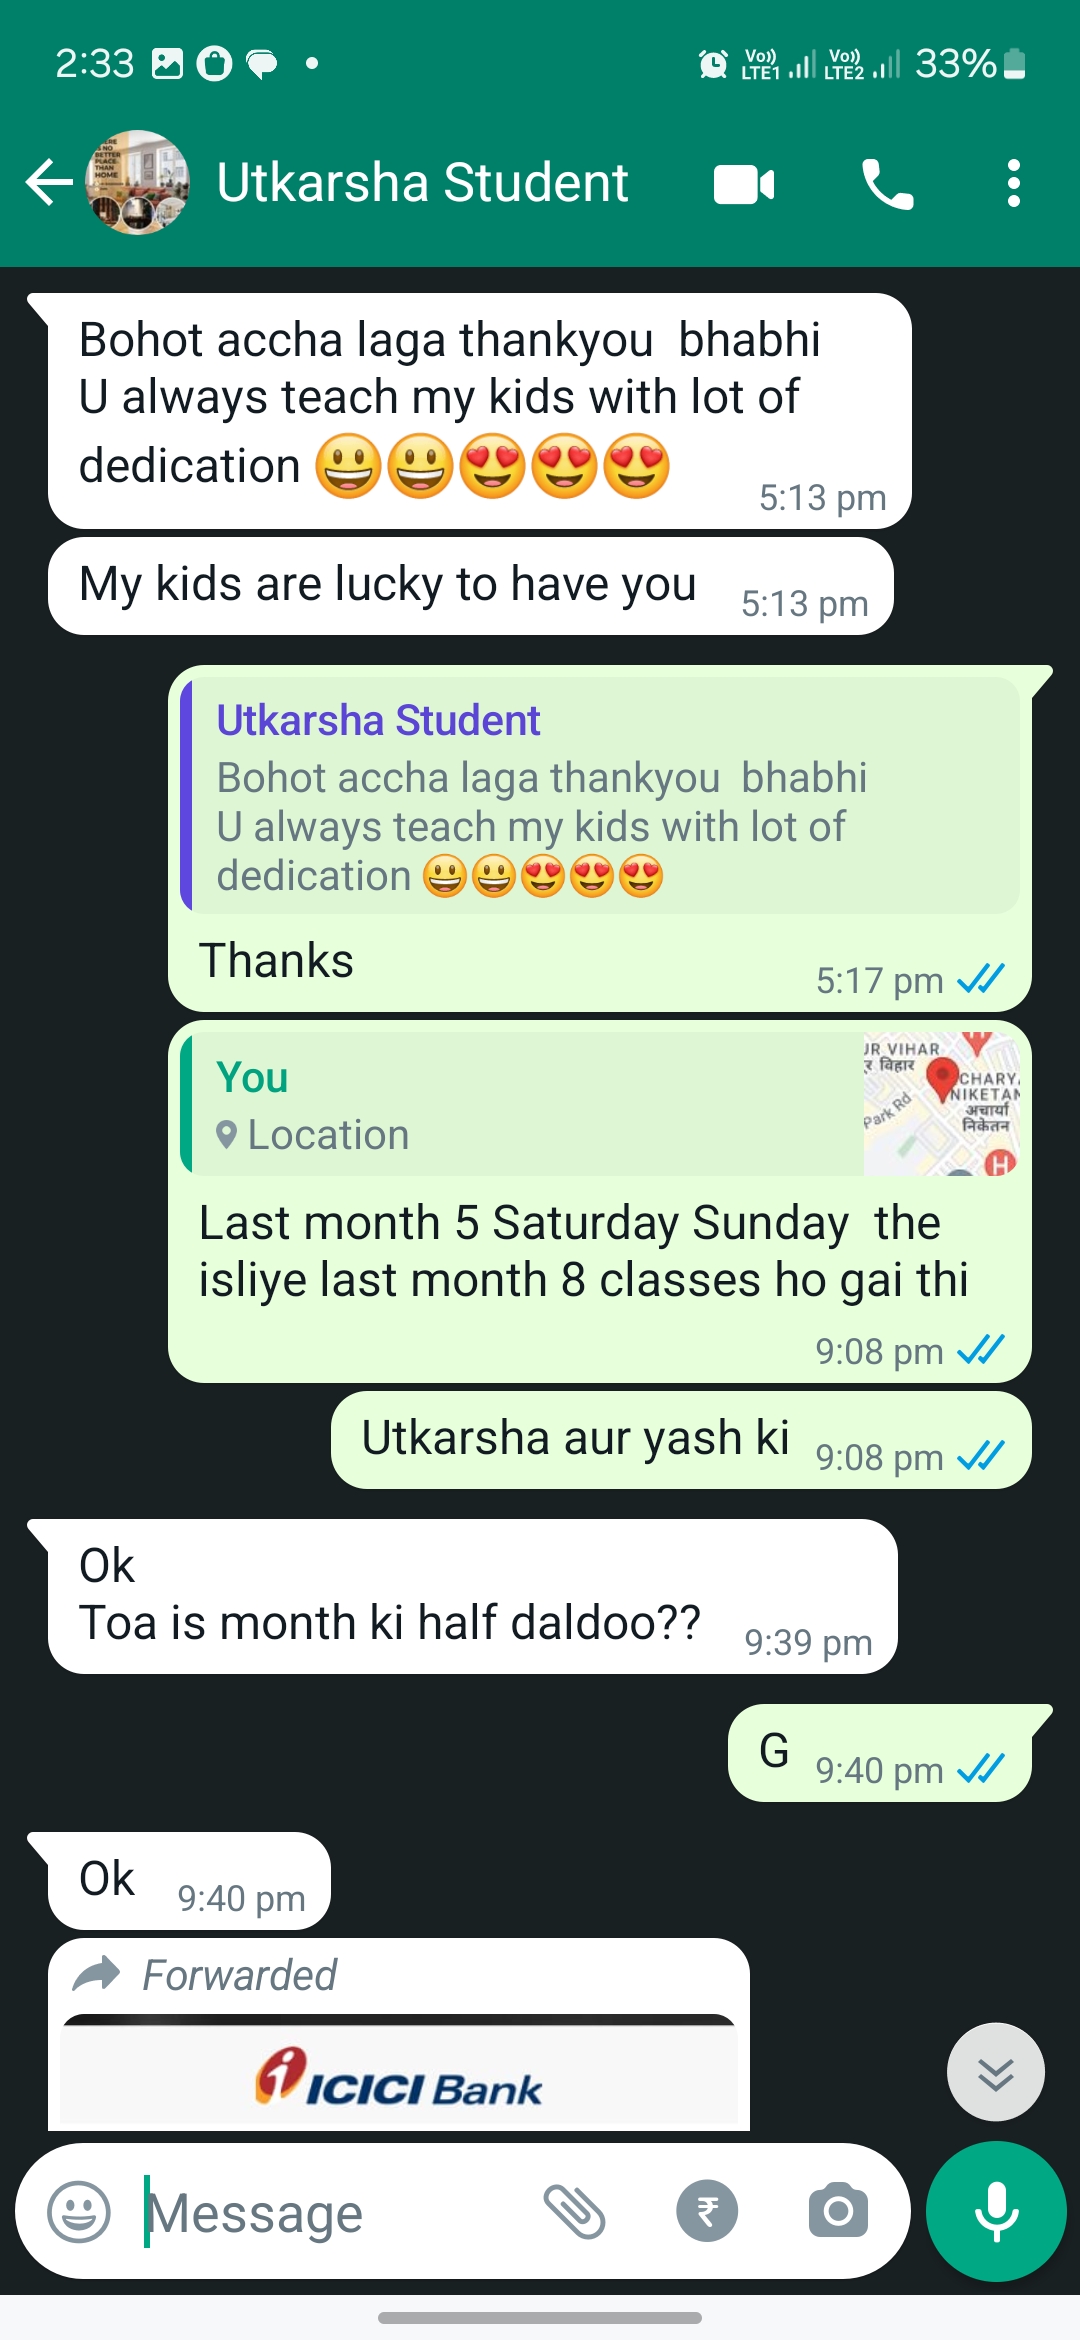 2:33
Vo)) LTE1 Vo)) LTE2 33%
Utkarsha Student
Bohot accha laga thankyou bhabhi
U always teach my kids with lot of
dedication 😃😃😍😍😍
5:13 pm
My kids are lucky to have you 5:13 pm
Utkarsha Student
Bohot accha laga thankyou bhabhi
U always teach my kids with lot of
dedication 😃😃😍😍😍
Thanks
5:17 pm
You
Location
UR VIHAR
र विहार
CHARYA
NIKETAN
अचार्या
निकेतन
Park Rd
H
Last month 5 Saturday Sunday the
isliye last month 8 classes ho gai thi
9:08 pm
Utkarsha aur yash ki 9:08 pm
Ok
Toa is month ki half daldoo?? 9:39 pm
G 9:40 pm
Ok 9:40 pm
Forwarded
ICICI Bank
Message
₹